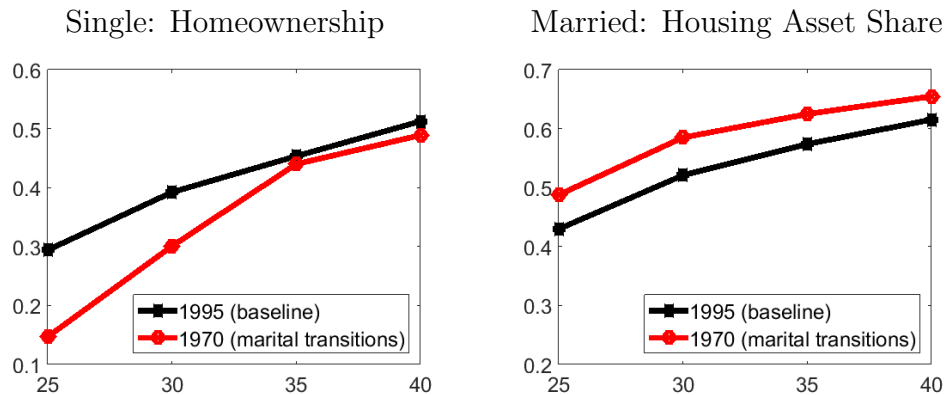 Single: Homeownership
0.6
0.5
0.4
0.3
0.2
0.1
25 30 35 40
1995 (baseline)
1970 (marital transitions)
Married: Housing Asset Share
0.7
0.6
0.5
0.4
0.3
0.2
25 30 35 40
1995 (baseline)
1970 (marital transitions)